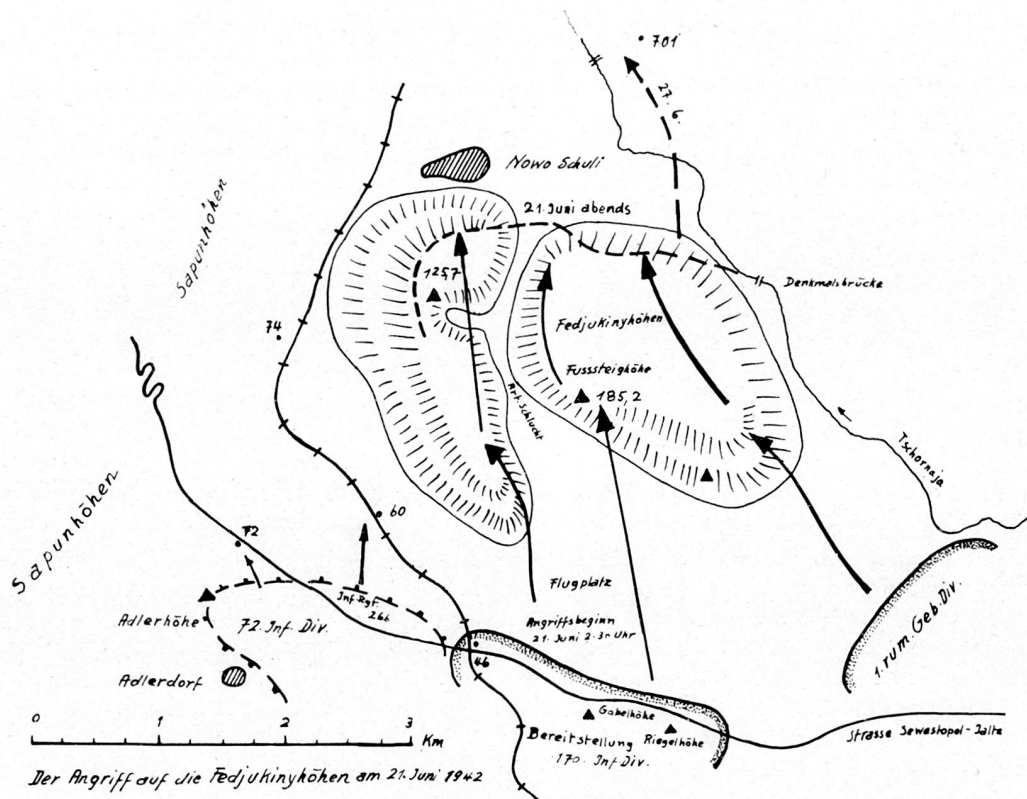 701
27.6.
Nowo Schuli
21. Juni abends
Sapunhöhen
125,7
Denkmalsbrücke
Fedjukinyhöhen
74
Fusssteighöhe
185,2
Art. Schlucht
Tschornaja
Sapunhöhen
60
72
Flugplatz
Inf. Rgt.
266
Adlerhöhe
72. Inf. Div.
Angriffsbeginn
21. Juni 2.30 Uhr
1. rum. Geb. Div.
46
Adlerdorf
Gabelhöhe
Riegelhöhe
Bereitstellung
170. Inf. Div.
Strasse Sewastopol - Jalta
0 1 2 3
Km
Der Angriff auf die Fedjukinyhöhen am 21. Juni 1942